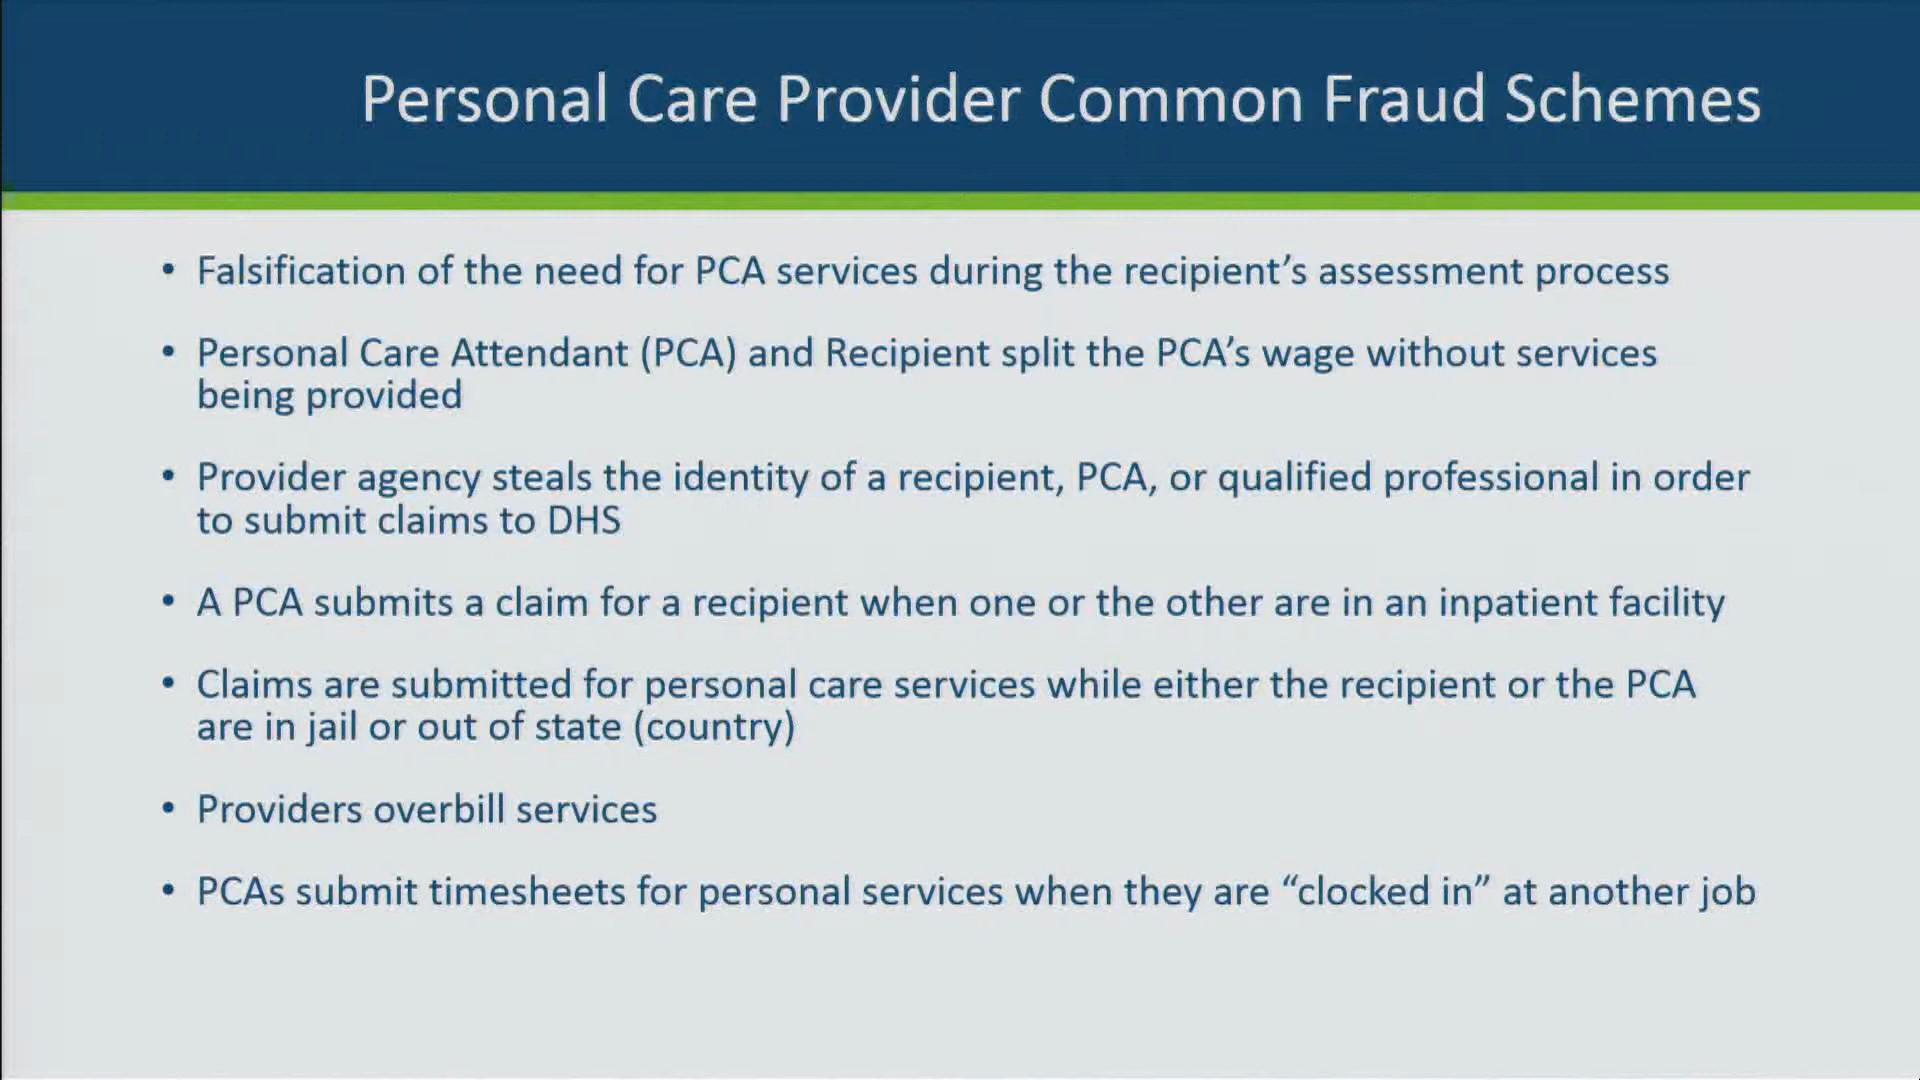 Personal Care Provider Common Fraud Schemes
• Falsification of the need for PCA services during the recipient’s assessment process
• Personal Care Attendant (PCA) and Recipient split the PCA’s wage without services
being provided
• Provider agency steals the identity of a recipient, PCA, or qualified professional in order
to submit claims to DHS
• A PCA submits a claim for a recipient when one or the other are in an inpatient facility
• Claims are submitted for personal care services while either the recipient or the PCA
are in jail or out of state (country)
• Providers overbill services
• PCAs submit timesheets for personal services when they are “clocked in” at another job